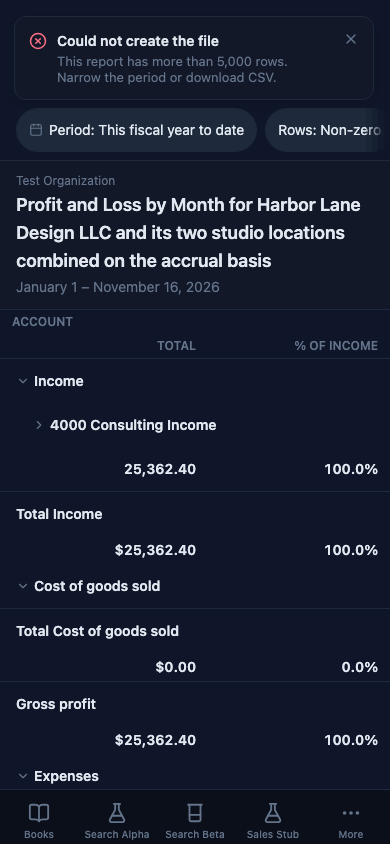 Could not create the file
This report has more than 5,000 rows.
Narrow the period or download CSV.
Period: This fiscal year to date
Rows: Non-zero
Test Organization
Profit and Loss by Month for Harbor Lane
Design LLC and its two studio locations
combined on the accrual basis
January 1 – November 16, 2026
ACCOUNT
TOTAL % OF INCOME
Income
4000 Consulting Income
25,362.40 100.0%
Total Income
$25,362.40 100.0%
Cost of goods sold
Total Cost of goods sold
$0.00 0.0%
Gross profit
$25,362.40 100.0%
Expenses
Books Search Alpha Search Beta Sales Stub More